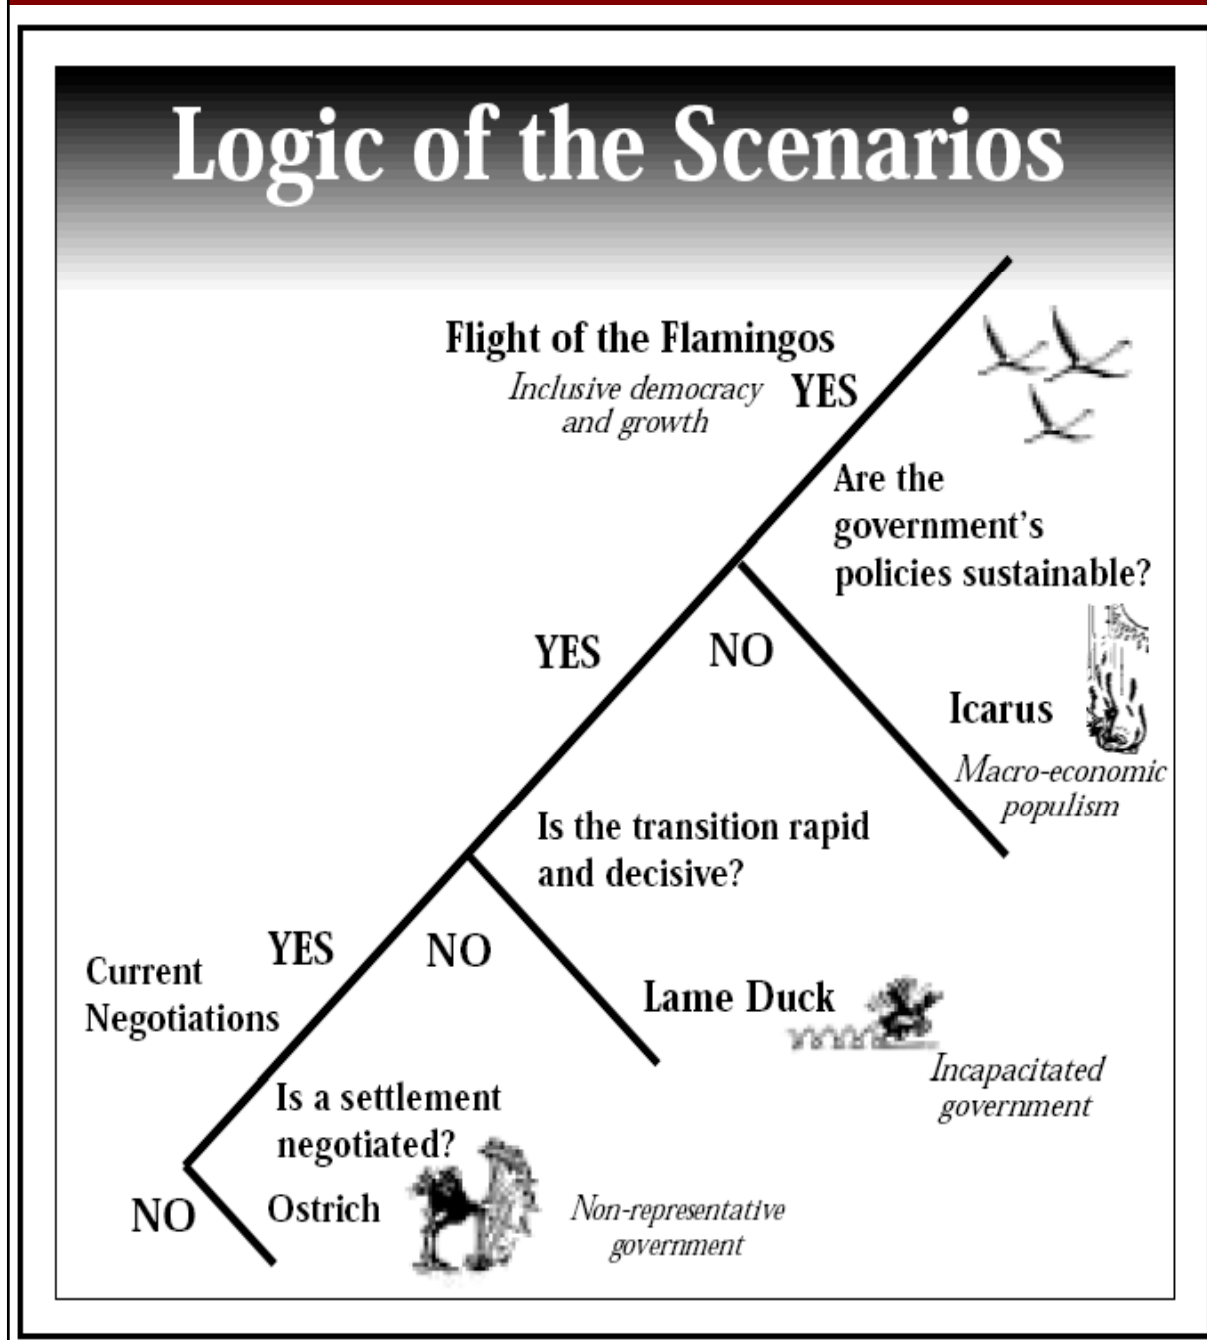 Logic of the Scenarios
Flight of the Flamingos
Inclusive democracy
and growth
YES
Are the
government's
policies sustainable?
YES
NO
Icarus
Macro-economic
populism
Is the transition rapid
and decisive?
YES
NO
Current
Negotiations
Lame Duck
Incapacitated
government
Is a settlement
negotiated?
NO
Ostrich
Non-representative
government